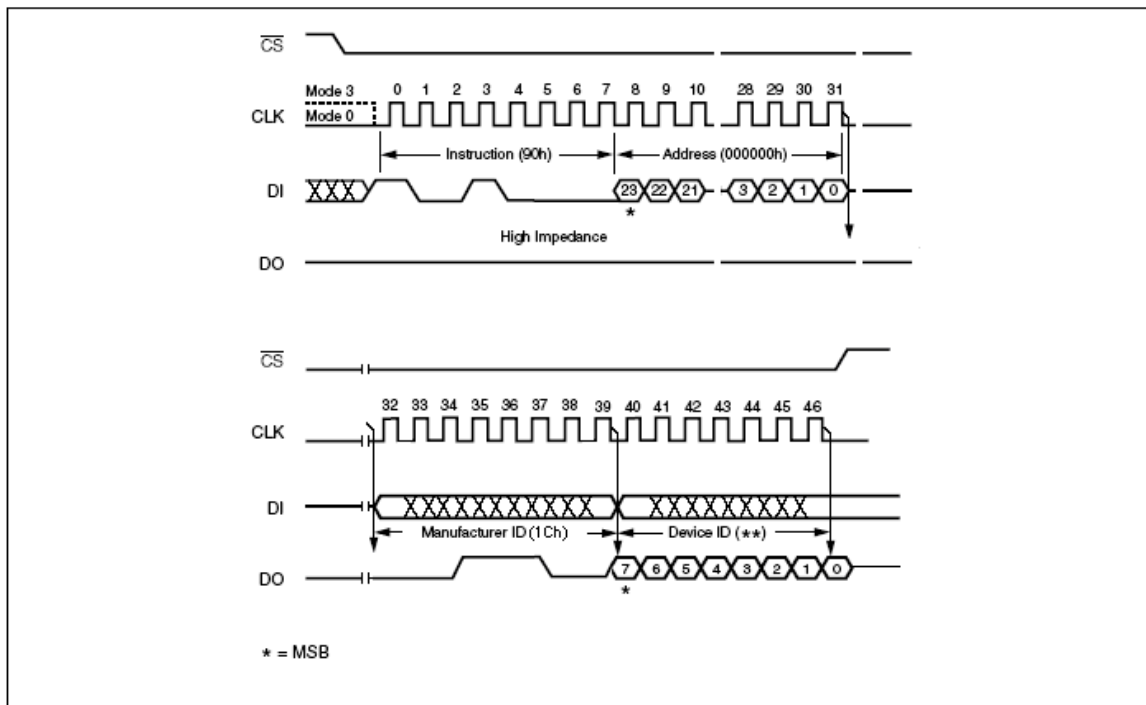 CS
Mode 3
0 1 2 3 4 5 6 7 8 9 10 28 29 30 31
CLK
Mode 0
Instruction (90h) Address (000000h)
DI
23 22 21 3 2 1 0
*
High Impedance
DO
CS
32 33 34 35 36 37 38 39 40 41 42 43 44 45 46
CLK
DI
Manufacturer ID (1Ch) Device ID (**)
DO
7 6 5 4 3 2 1 0
*
* = MSB